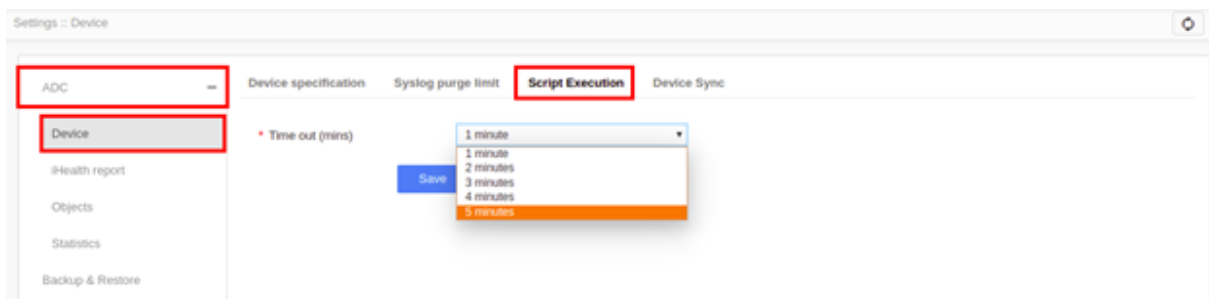 Settings :: Device
ADC
Device specification Syslog purge limit Script Execution Device Sync
Device
* Time out (mins) 1 minute
1 minute
iHealth report
2 minutes
Save
3 minutes
4 minutes
5 minutes
Objects
Statistics
Backup & Restore